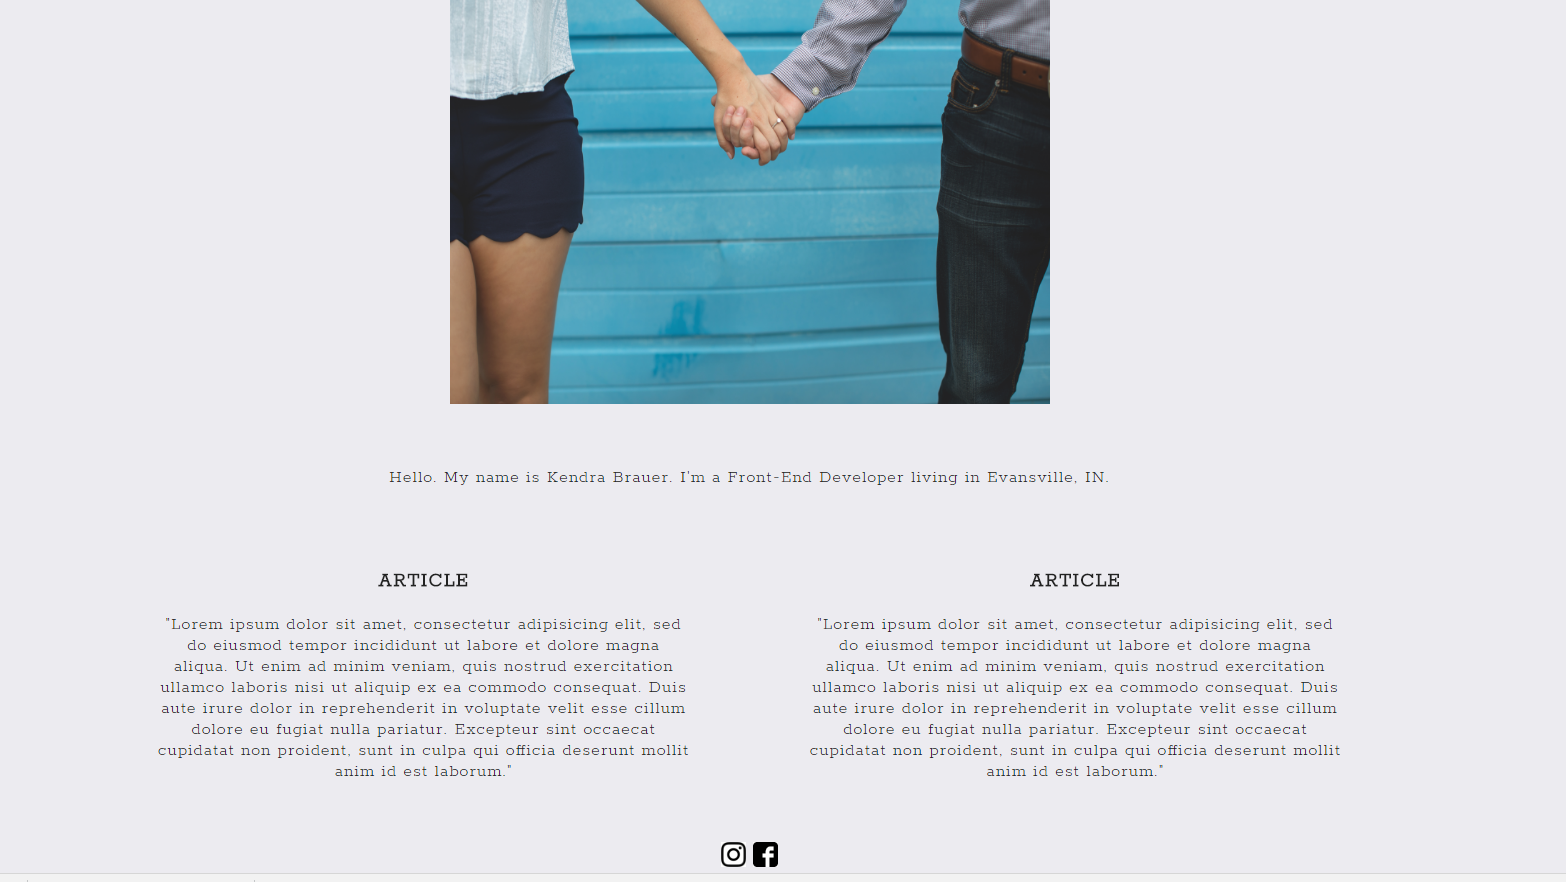 Hello. My name is Kendra Brauer. I'm a Front-End Developer living in Evansville, IN.
ARTICLE
"Lorem ipsum dolor sit amet, consectetur adipisicing elit, sed
do eiusmod tempor incididunt ut labore et dolore magna
aliqua. Ut enim ad minim veniam, quis nostrud exercitation
ullamco laboris nisi ut aliquip ex ea commodo consequat. Duis
aute irure dolor in reprehenderit in voluptate velit esse cillum
dolore eu fugiat nulla pariatur. Excepteur sint occaecat
cupidatat non proident, sunt in culpa qui officia deserunt mollit
anim id est laborum."
ARTICLE
"Lorem ipsum dolor sit amet, consectetur adipisicing elit, sed
do eiusmod tempor incididunt ut labore et dolore magna
aliqua. Ut enim ad minim veniam, quis nostrud exercitation
ullamco laboris nisi ut aliquip ex ea commodo consequat. Duis
aute irure dolor in reprehenderit in voluptate velit esse cillum
dolore eu fugiat nulla pariatur. Excepteur sint occaecat
cupidatat non proident, sunt in culpa qui officia deserunt mollit
anim id est laborum."